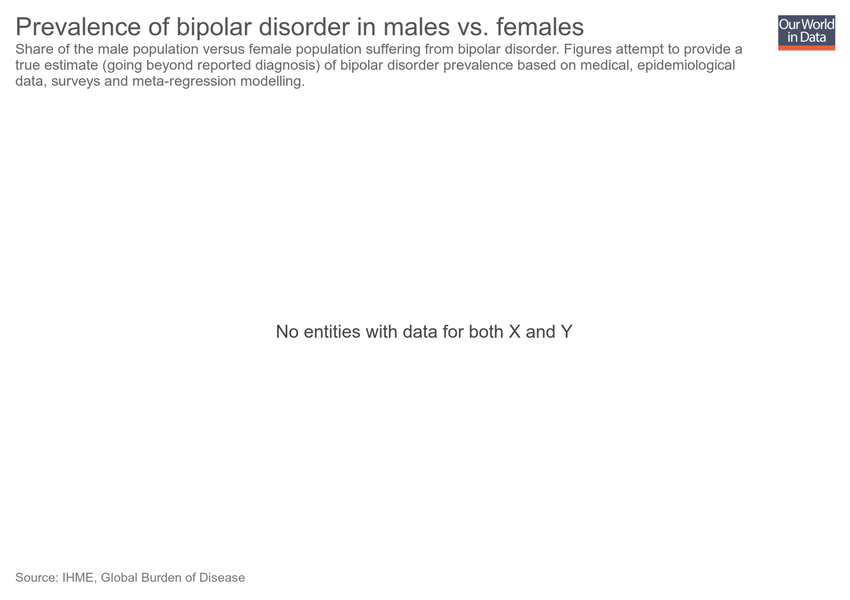 Prevalence of bipolar disorder in males vs. females
Our World
in Data
Share of the male population versus female population suffering from bipolar disorder. Figures attempt to provide a
true estimate (going beyond reported diagnosis) of bipolar disorder prevalence based on medical, epidemiological
data, surveys and meta-regression modelling.
No entities with data for both X and Y
Source: IHME, Global Burden of Disease